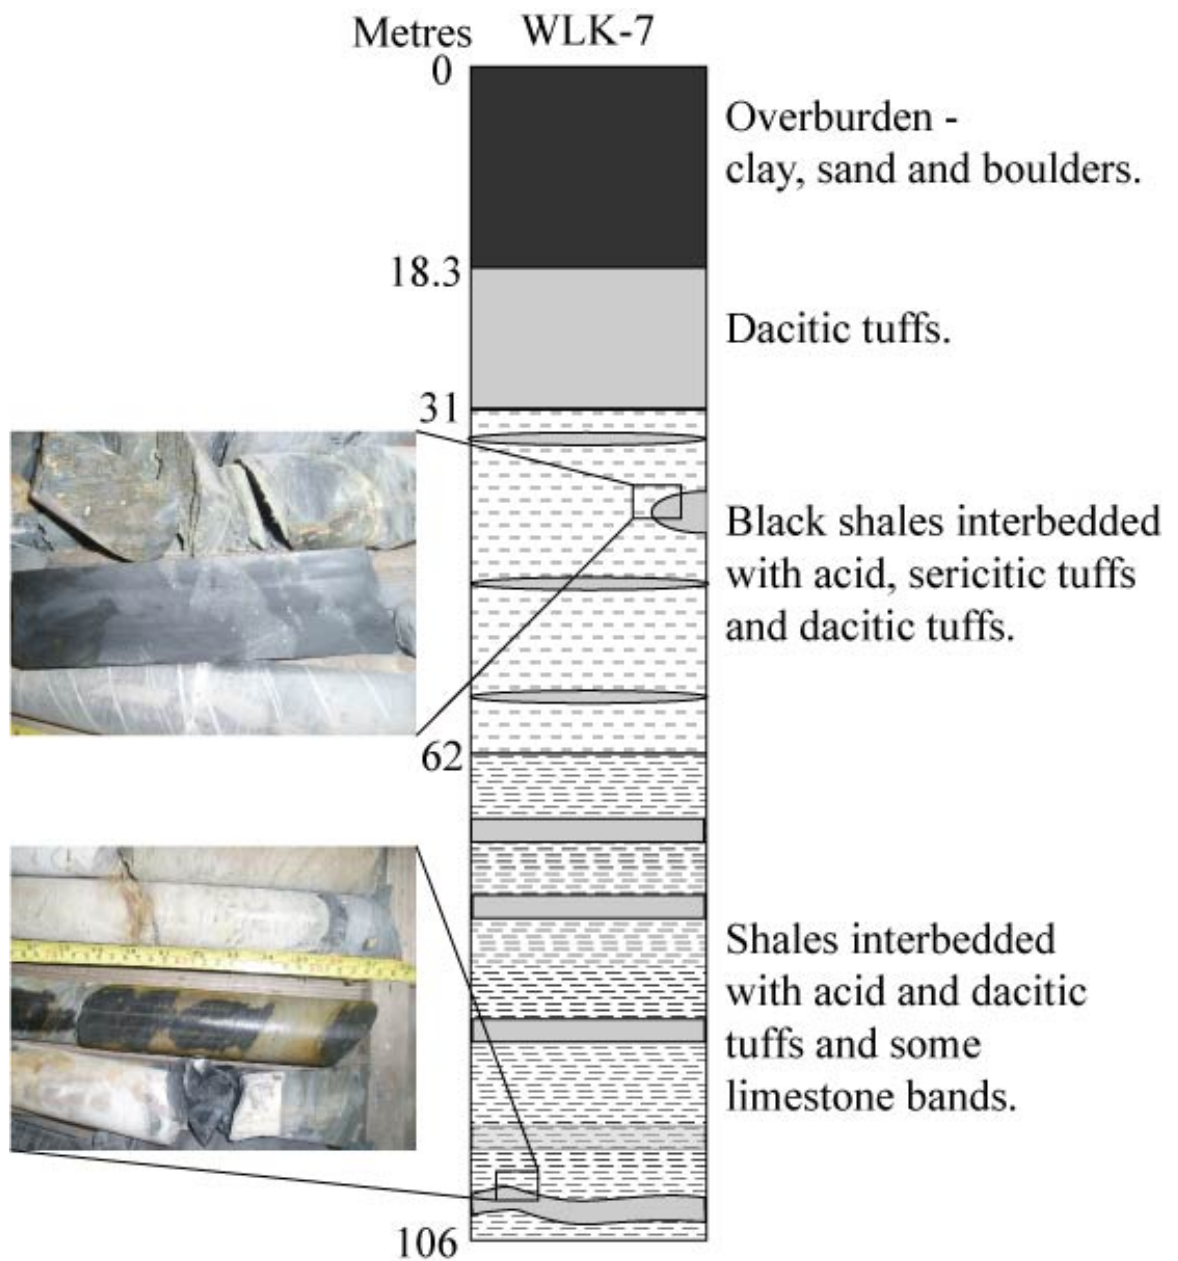 Metres WLK-7
0
Overburden -
clay, sand and boulders.
18.3
Dacitic tuffs.
31
Black shales interbedded
with acid, sericitic tuffs
and dacitic tuffs.
62
Shales interbedded
with acid and dacitic
tuffs and some
limestone bands.
106